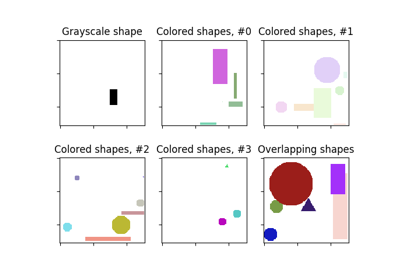 Grayscale shape
Colored shapes, #0
Colored shapes, #1
Colored shapes, #2
Colored shapes, #3
Overlapping shapes